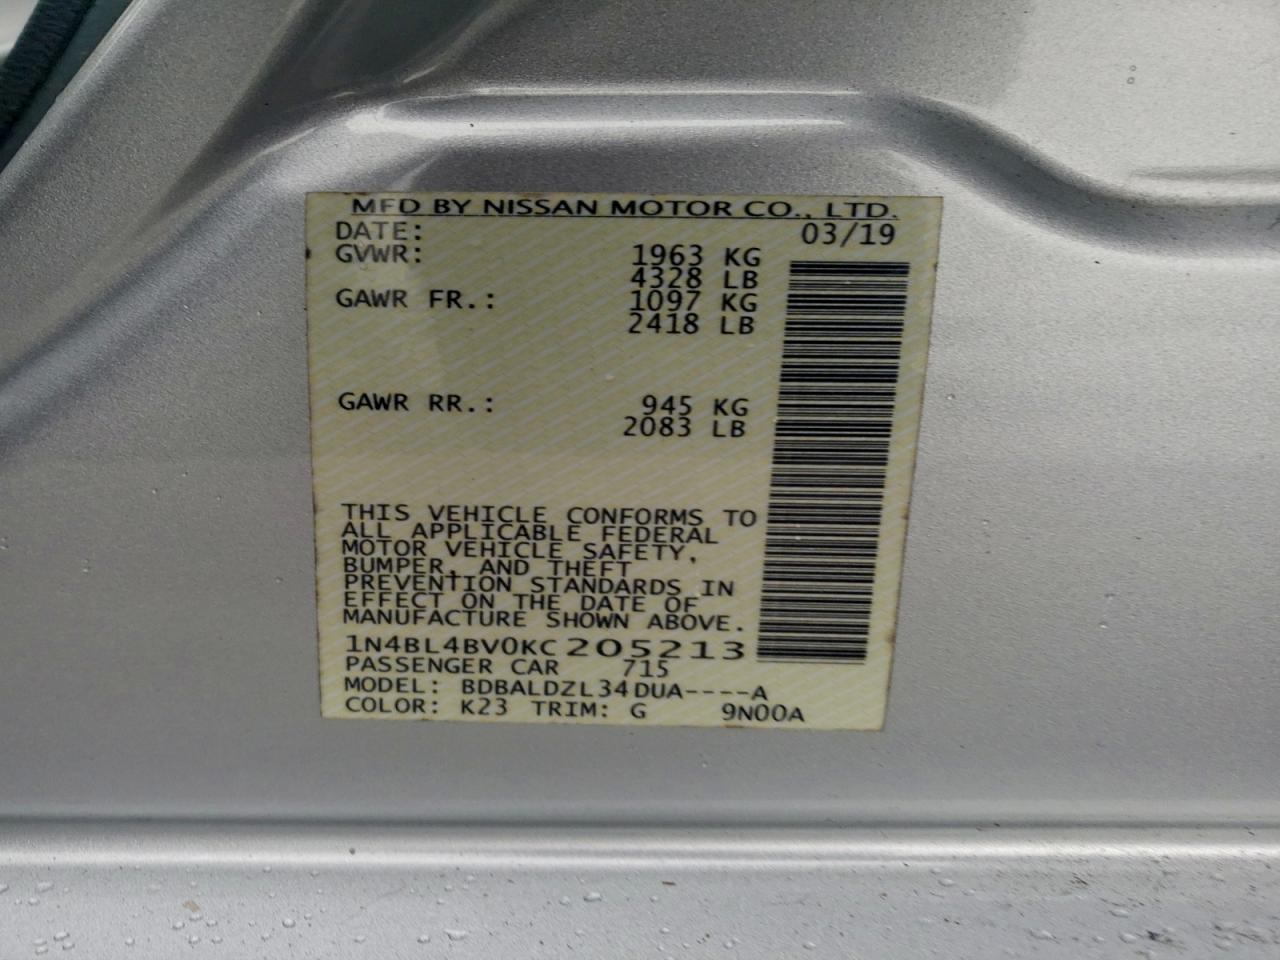 MFD BY NISSAN MOTOR CO., LTD.
DATE: 03/19
GVWR: 1963 KG
4328 LB
GAWR FR.: 1097 KG
2418 LB
GAWR RR.: 945 KG
2083 LB
THIS VEHICLE CONFORMS TO
ALL APPLICABLE FEDERAL
MOTOR VEHICLE SAFETY,
BUMPER, AND THEFT
PREVENTION STANDARDS IN
EFFECT ON THE DATE OF
MANUFACTURE SHOWN ABOVE.
1N4BL4BV0KC205213
PASSENGER CAR 715
MODEL: BDBALDZL34DUA----A
COLOR: K23 TRIM: G 9N00A